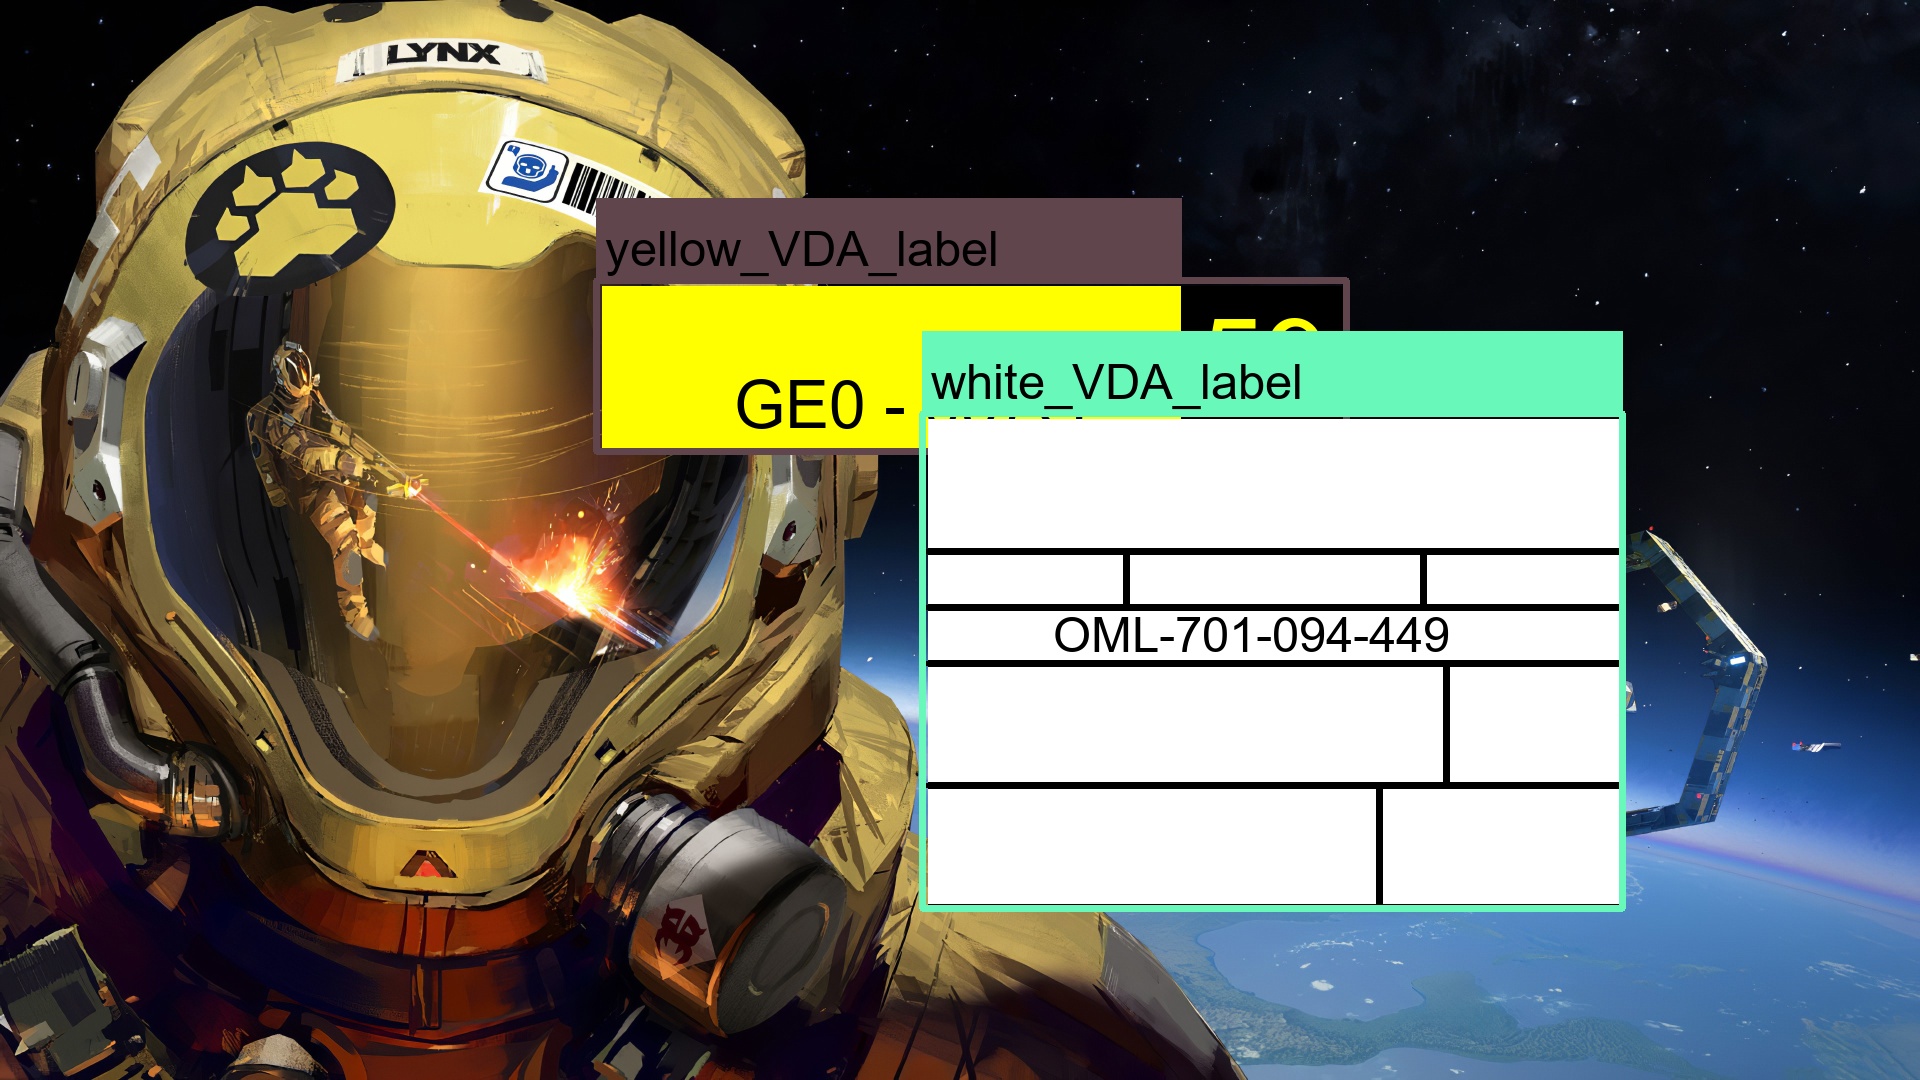 LYNX
yellow_VDA_label
GE0 -
white_VDA_label
OML-701-094-449